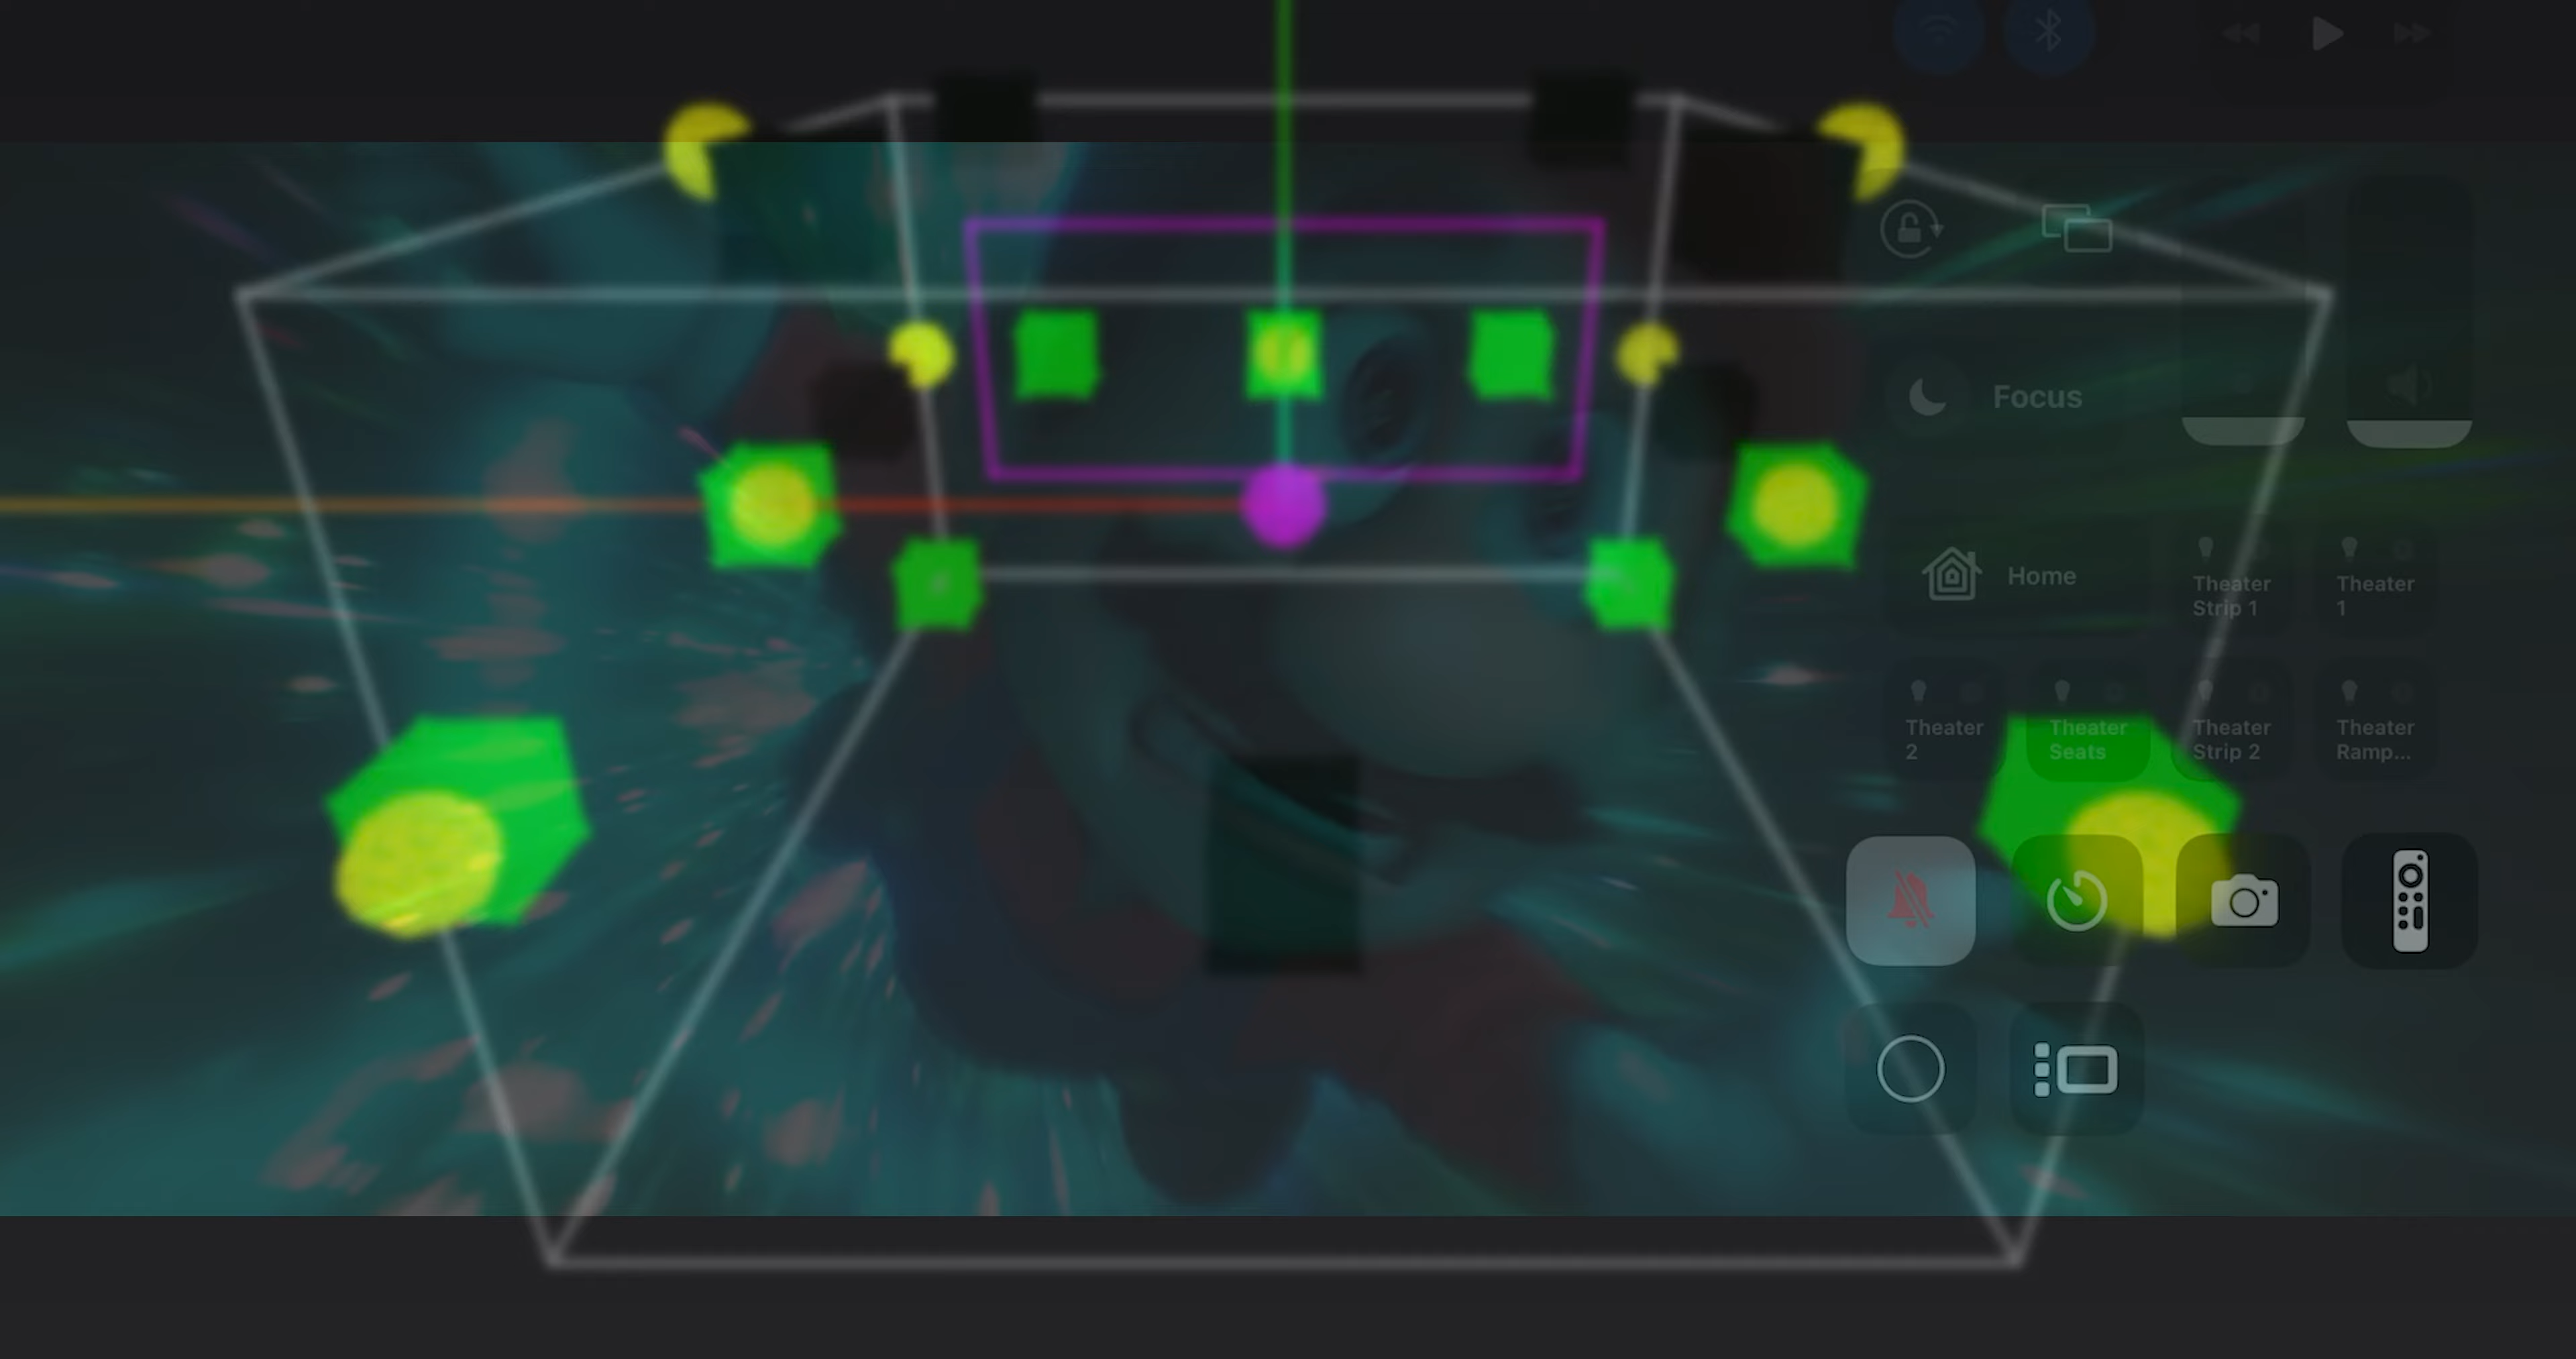 Focus
Home
Theater
Strip 1
Theater
1
Theater
2
Theater
Seats
Theater
Strip 2
Theater
Ramp...